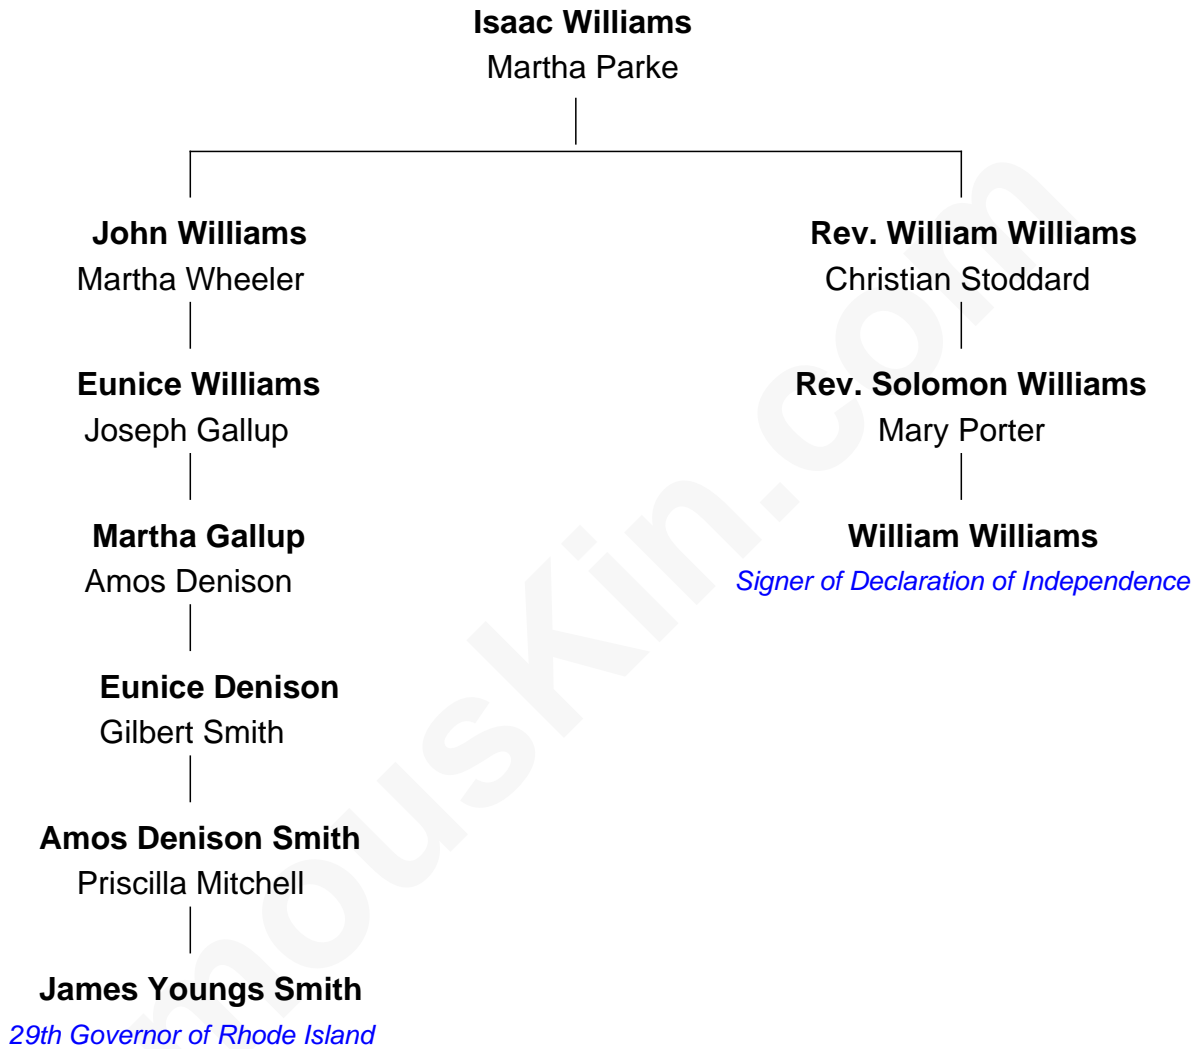 Isaac Williams
Martha Parke
John Williams
Martha Wheeler
Eunice Williams
Joseph Gallup
Martha Gallup
Amos Denison
Eunice Denison
Gilbert Smith
Amos Denison Smith
Priscilla Mitchell
James Youngs Smith
29th Governor of Rhode Island
Rev. William Williams
Christian Stoddard
Rev. Solomon Williams
Mary Porter
William Williams
Signer of Declaration of Independence
mousKin.com